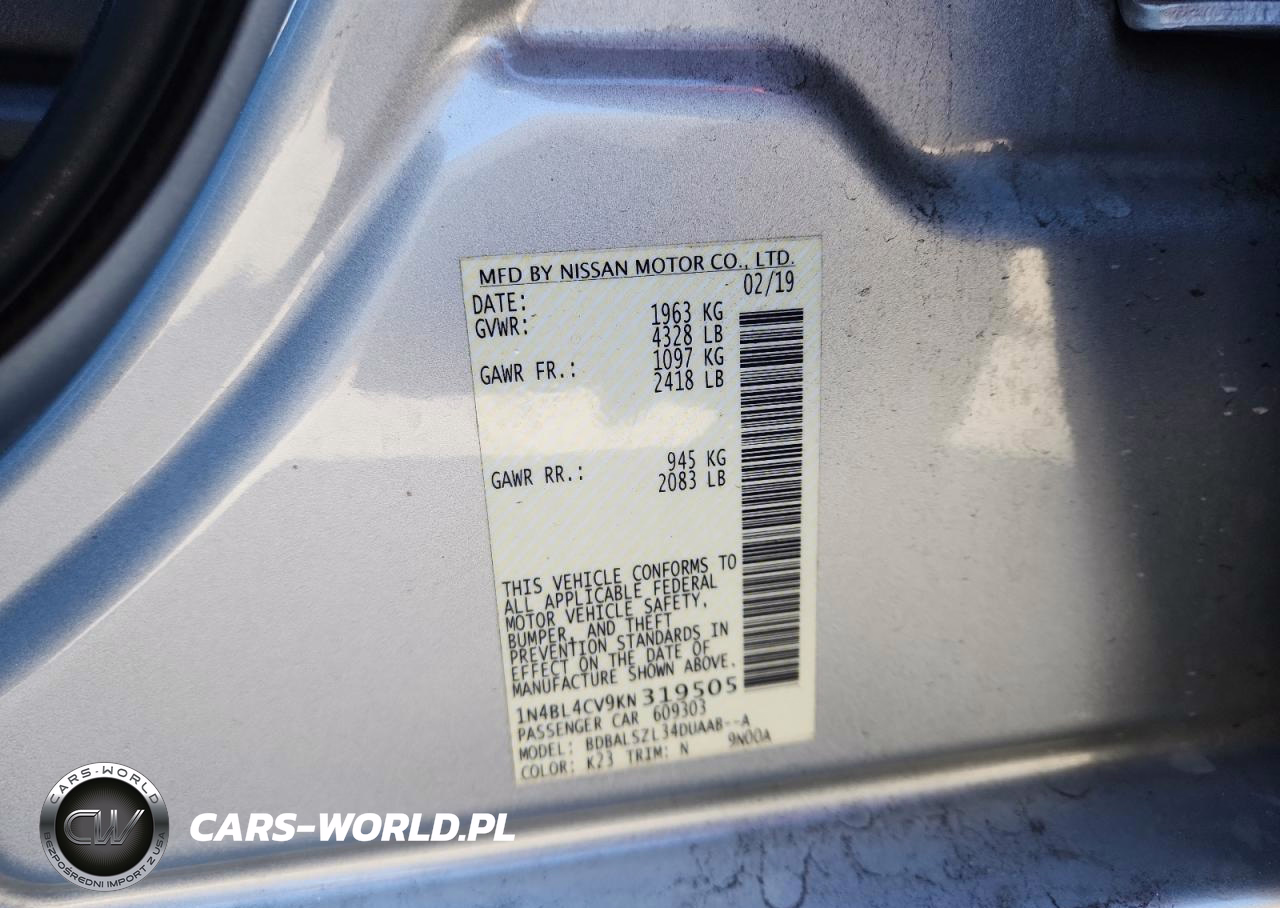 MFD BY NISSAN MOTOR CO., LTD.
DATE: 02/19
GVWR: 1963 KG
4328 LB
GAWR FR.: 1097 KG
2418 LB
GAWR RR.: 945 KG
2083 LB
THIS VEHICLE CONFORMS TO
ALL APPLICABLE FEDERAL
MOTOR VEHICLE SAFETY,
BUMPER, AND THEFT
PREVENTION STANDARDS IN
EFFECT ON THE DATE OF
MANUFACTURE SHOWN ABOVE.
1N4BL4CV9KN319505
PASSENGER CAR 609303
MODEL: BDBALSZL34DUAAB--A
COLOR: K23 TRIM: N 9N00A
CARS-WORLD
CW
BEZPOŚREDNI IMPORT Z USA
CARS-WORLD.PL